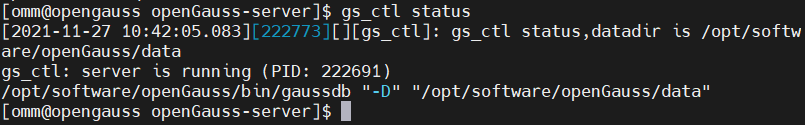 [omm@opengauss openGauss-server]$ gs_ctl status
[2021-11-27 10:42:05.083][222773][][gs_ctl]: gs_ctl status,datadir is /opt/softw
are/openGauss/data
gs_ctl: server is running (PID: 222691)
/opt/software/openGauss/bin/gaussdb "-D" "/opt/software/openGauss/data"
[omm@opengauss openGauss-server]$